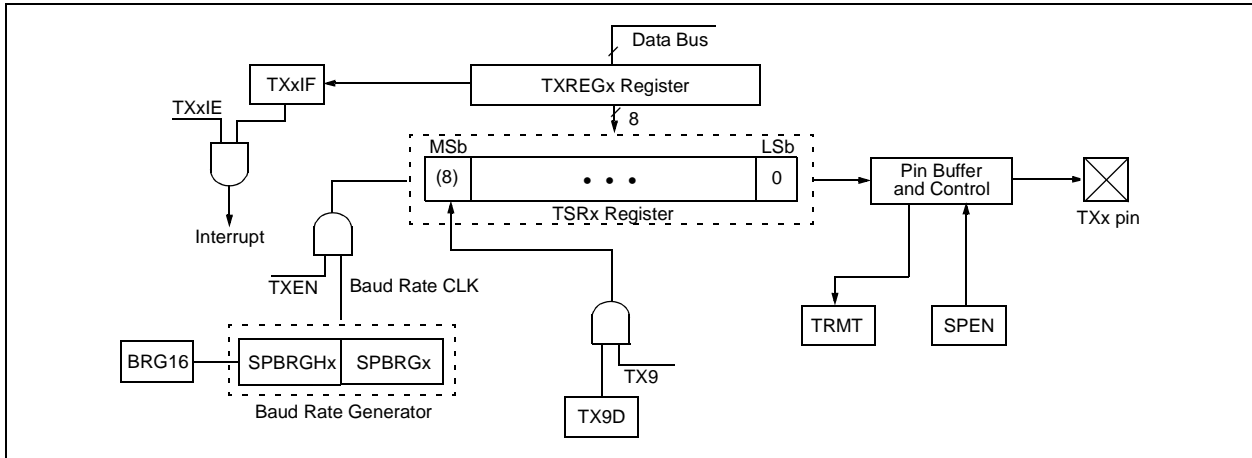 Data Bus
TXREGx Register
TXxIF
TXxIE
8
MSb
LSb
(8)
• • •
0
TSRx Register
Pin Buffer
and Control
TXx pin
Interrupt
TXEN
Baud Rate CLK
TRMT
SPEN
BRG16
SPBRGHx
SPBRGx
TX9
Baud Rate Generator
TX9D